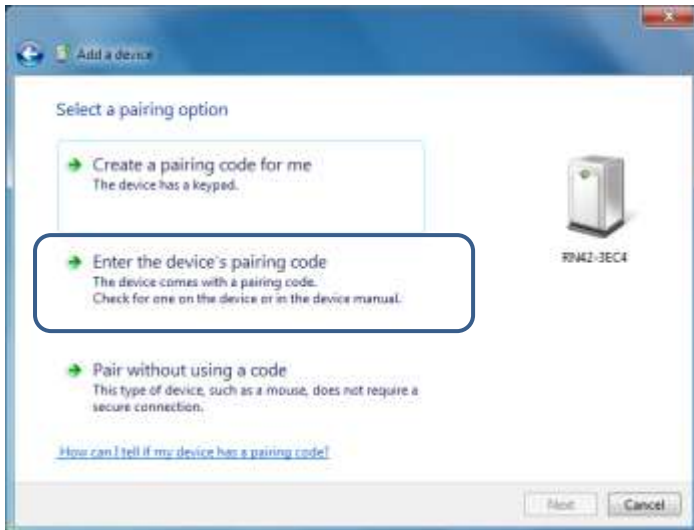 Add a device
Select a pairing option
Create a pairing code for me
The device has a keypad.
RN42-3EC4
Enter the device's pairing code
The device comes with a pairing code.
Check for one on the device or in the device manual.
Pair without using a code
This type of device, such as a mouse, does not require a
secure connection.
How can I tell if my device has a pairing code?
Next
Cancel